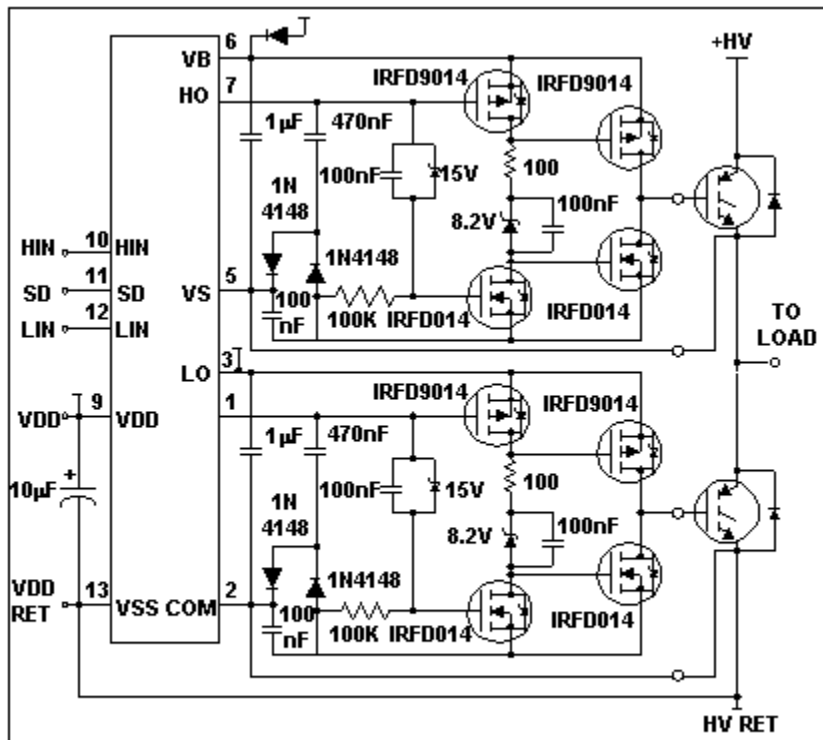 6
VB
+HV
IRFD9014
IRFD9014
7
HO
1µF
470nF
100nF
15V
100
1N
4148
8.2V
100nF
HIN
10
HIN
1N4148
SD
11
SD
5
VS
100
nF
LIN
12
LIN
100K
IRFD014
IRFD014
TO
LOAD
3
LO
IRFD9014
IRFD9014
VDD
9
VDD
1
1µF
470nF
10µF
+
100nF
15V
100
1N
4148
8.2V
100nF
VDD
RET
13
VSS COM
2
1N4148
100
nF
100K
IRFD014
IRFD014
HV RET